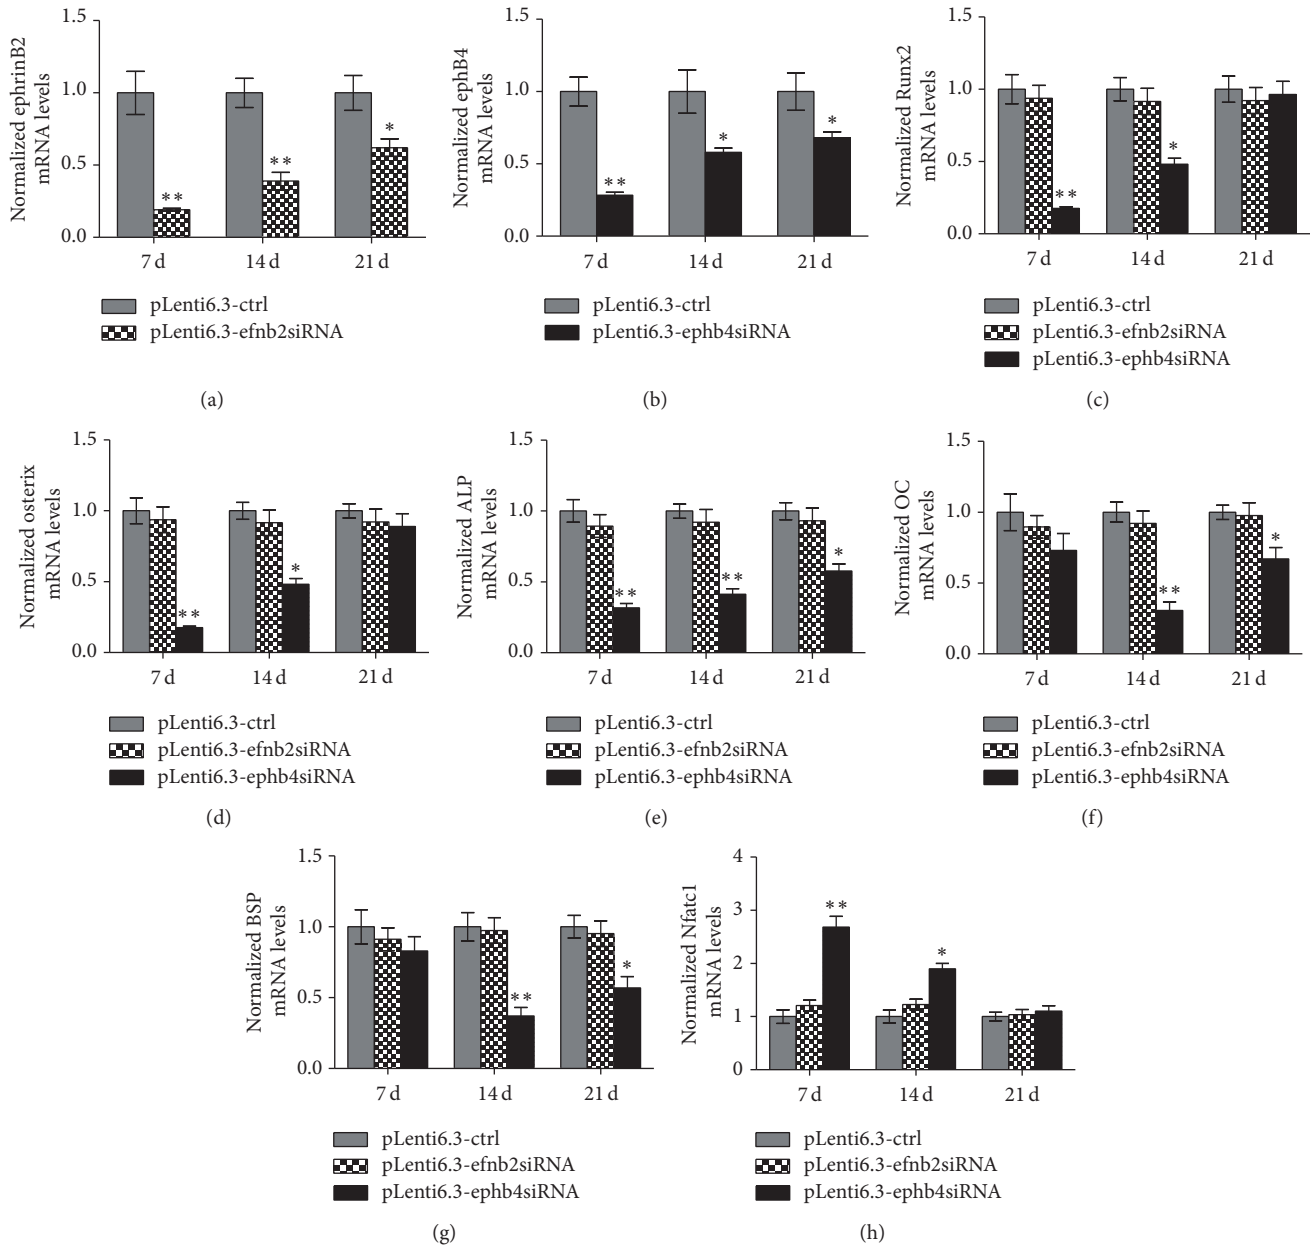 Normalized ephrinB2
mRNA levels
1.5
1.0
0.5
0.0
**
**
*
7 d
14 d
21 d
pLenti6.3-ctrl
pLenti6.3-efnb2siRNA
(a)
Normalized ephB4
mRNA levels
1.5
1.0
0.5
0.0
**
*
*
7 d
14 d
21 d
pLenti6.3-ctrl
pLenti6.3-ephb4siRNA
(b)
Normalized Runx2
mRNA levels
1.5
1.0
0.5
0.0
**
*
7 d
14 d
21 d
pLenti6.3-ctrl
pLenti6.3-efnb2siRNA
pLenti6.3-ephb4siRNA
(c)
Normalized osterix
mRNA levels
1.5
1.0
0.5
0.0
**
*
7 d
14 d
21 d
pLenti6.3-ctrl
pLenti6.3-efnb2siRNA
pLenti6.3-ephb4siRNA
(d)
Normalized ALP
mRNA levels
1.5
1.0
0.5
0.0
**
**
*
7 d
14 d
21 d
pLenti6.3-ctrl
pLenti6.3-efnb2siRNA
pLenti6.3-ephb4siRNA
(e)
Normalized OC
mRNA levels
1.5
1.0
0.5
0.0
**
*
7 d
14 d
21 d
pLenti6.3-ctrl
pLenti6.3-efnb2siRNA
pLenti6.3-ephb4siRNA
(f)
Normalized BSP
mRNA levels
1.5
1.0
0.5
0.0
**
*
7 d
14 d
21 d
pLenti6.3-ctrl
pLenti6.3-efnb2siRNA
pLenti6.3-ephb4siRNA
(g)
Normalized Nfatc1
mRNA levels
4
3
2
1
0
**
*
7 d
14 d
21 d
pLenti6.3-ctrl
pLenti6.3-efnb2siRNA
pLenti6.3-ephb4siRNA
(h)